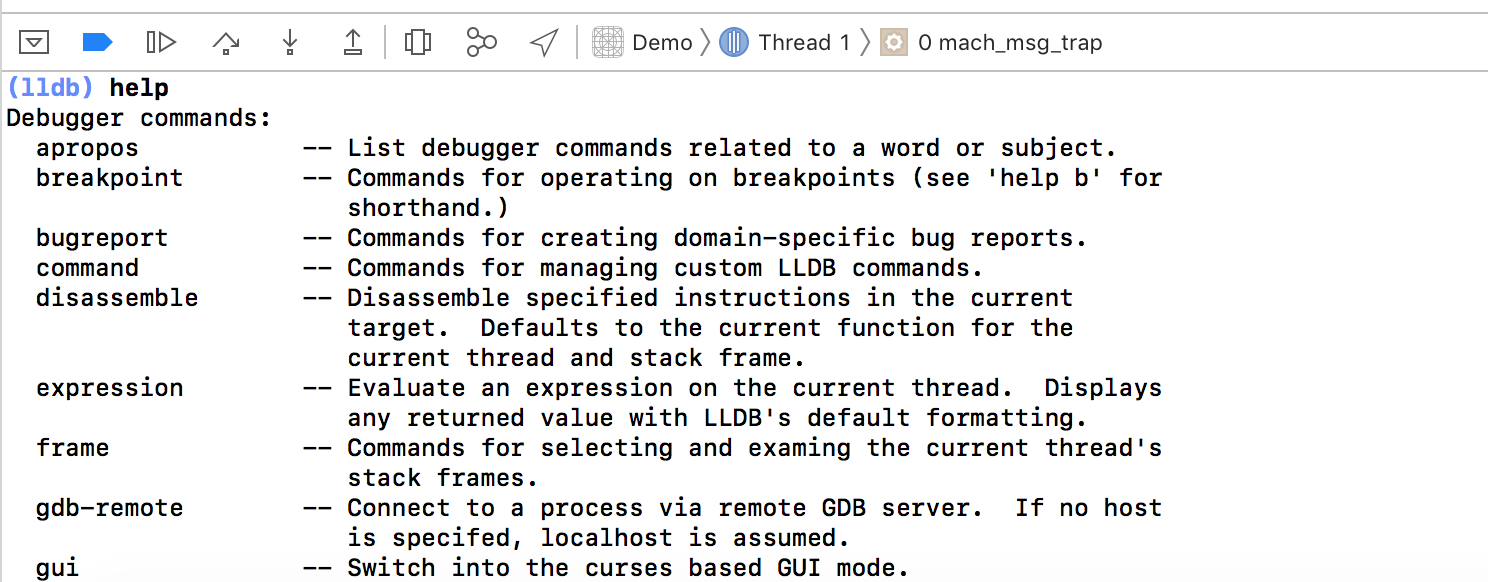 Demo Thread 1 0 mach_msg_trap
(lldb) help
Debugger commands:
apropos -- List debugger commands related to a word or subject.
breakpoint -- Commands for operating on breakpoints (see 'help b' for
shorthand.)
bugreport -- Commands for creating domain-specific bug reports.
command -- Commands for managing custom LLDB commands.
disassemble -- Disassemble specified instructions in the current
target.  Defaults to the current function for the
current thread and stack frame.
expression -- Evaluate an expression on the current thread.  Displays
any returned value with LLDB's default formatting.
frame -- Commands for selecting and examing the current thread's
stack frames.
gdb-remote -- Connect to a process via remote GDB server.  If no host
is specifed, localhost is assumed.
gui -- Switch into the curses based GUI mode.